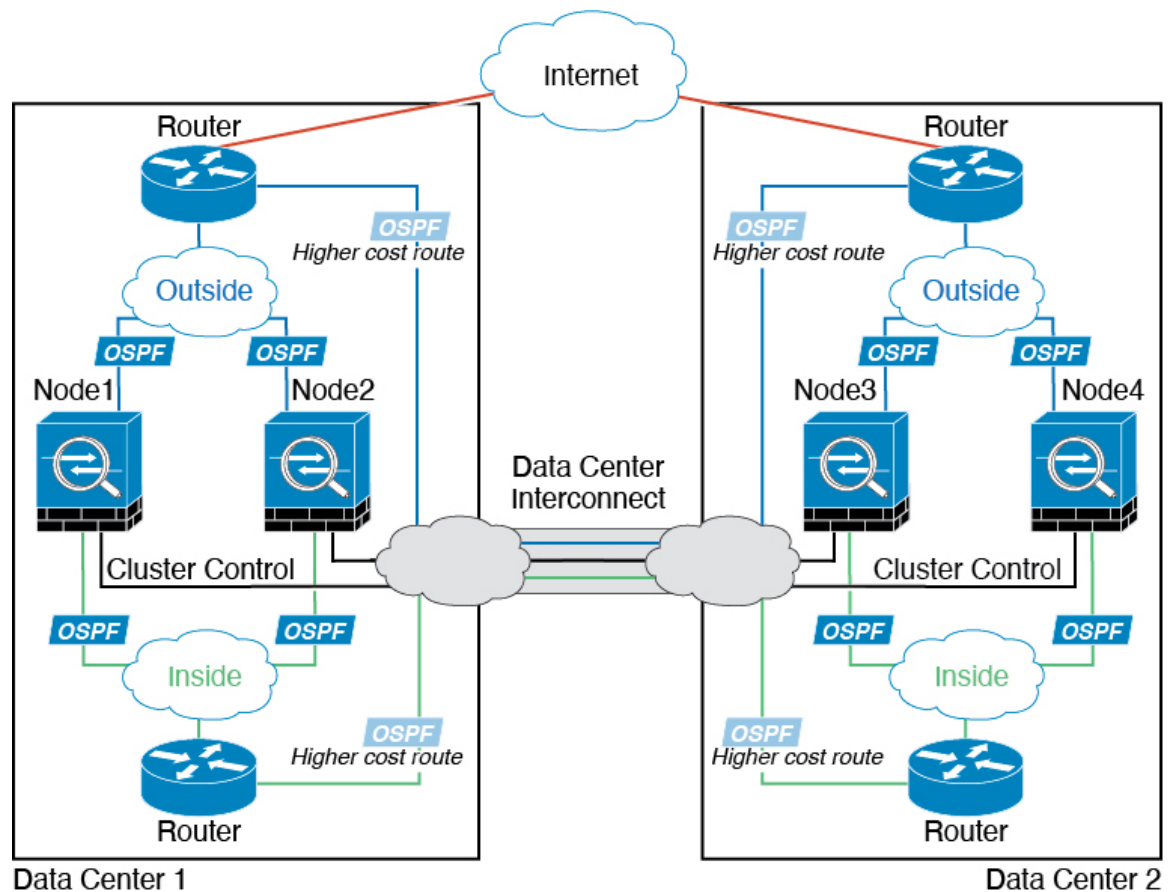 Internet
Router
Router
OSPF
Higher cost route
OSPF
Higher cost route
Outside
Outside
OSPF
OSPF
OSPF
OSPF
Node1
Node2
Node3
Node4
Data Center
Interconnect
Cluster Control
Cluster Control
OSPF
OSPF
OSPF
OSPF
Inside
Inside
OSPF
Higher cost route
OSPF
Higher cost route
Router
Router
Data Center 1
Data Center 2